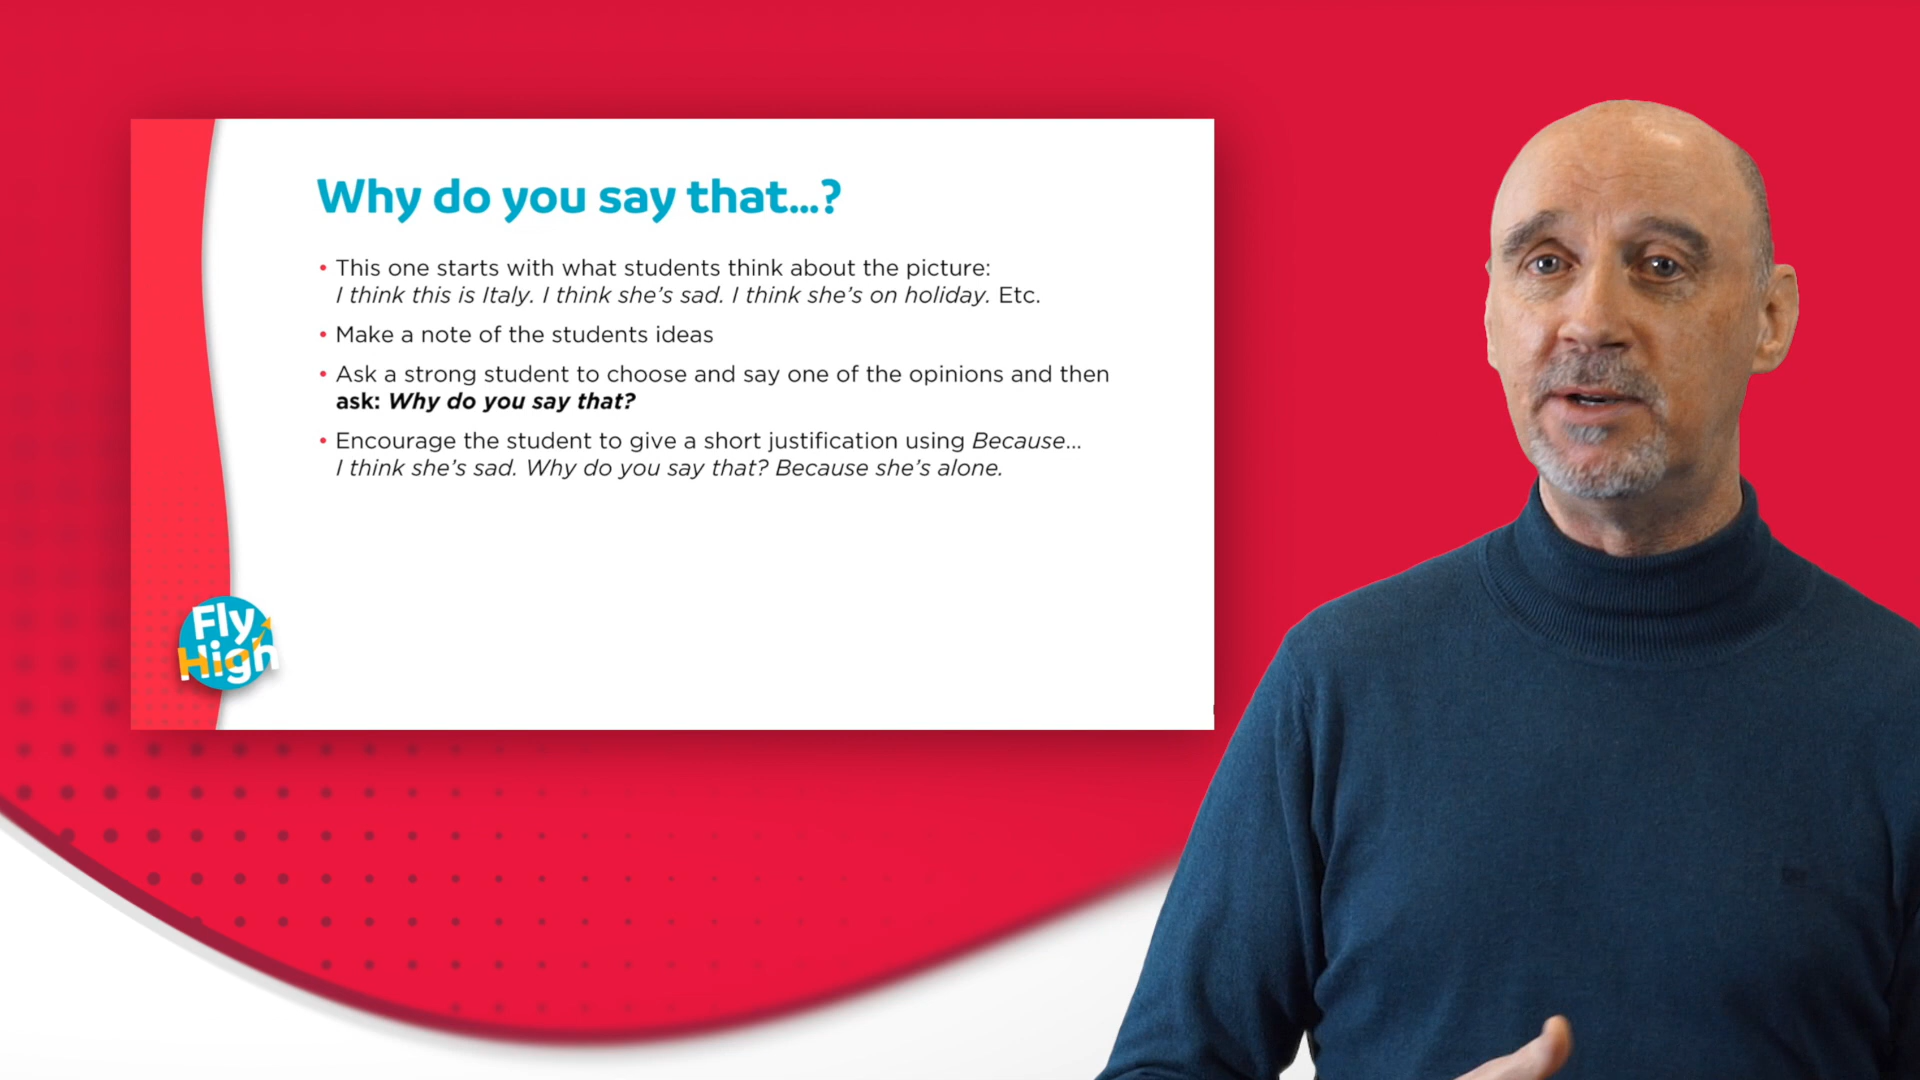 Why do you say that...?
• This one starts with what students think about the picture:
I think this is Italy. I think she's sad. I think she's on holiday. Etc.
• Make a note of the students ideas
• Ask a strong student to choose and say one of the opinions and then
ask: Why do you say that?
• Encourage the student to give a short justification using Because...
I think she's sad. Why do you say that? Because she's alone.
Fly
High